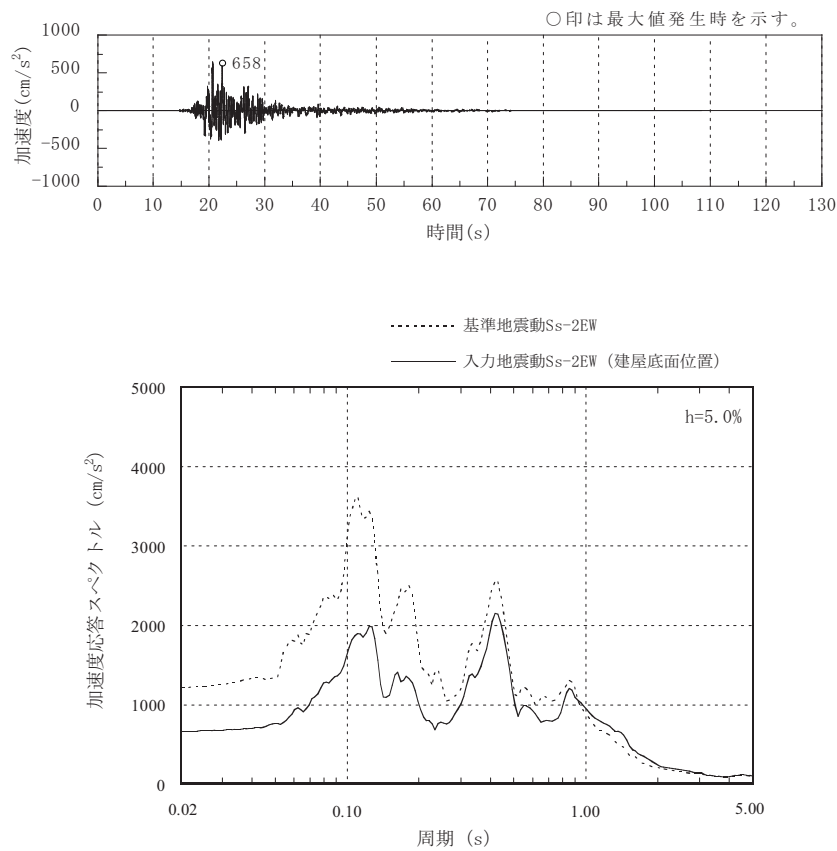 ○印は最大値発生時を示す。
加速度(cm/s²)
1000
500
0
-500
-1000
658
0 10 20 30 40 50 60 70 80 90 100 110 120 130
時間(s)
基準地震動Ss-2EW
入力地震動Ss-2EW (建屋底面位置)
加速度応答スペクトル (cm/s²)
5000
4000
3000
2000
1000
0
h=5.0%
0.02 0.10 1.00 5.00
周期 (s)